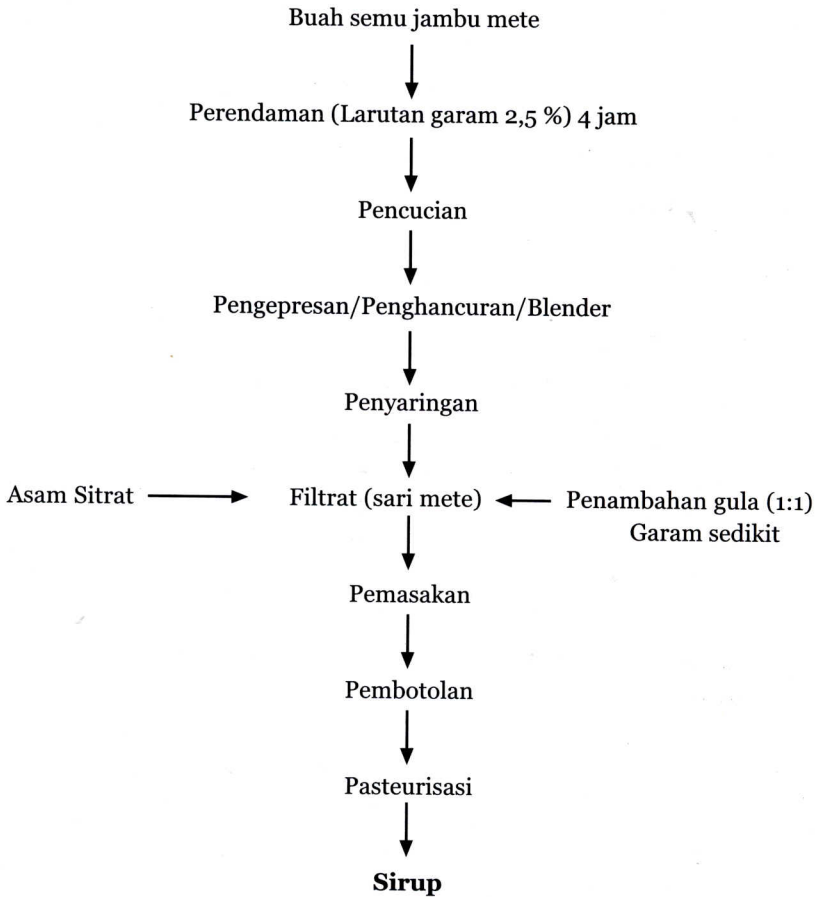 Buah semu jambu mete
Perendaman (Larutan garam 2,5 %) 4 jam
Pencucian
Pengepresan/Penghancuran/Blender
Penyaringan
Asam Sitrat
Filtrat (sari mete)
Penambahan gula (1:1)
Garam sedikit
Pemasakan
Pembotolan
Pasteurisasi
Sirup